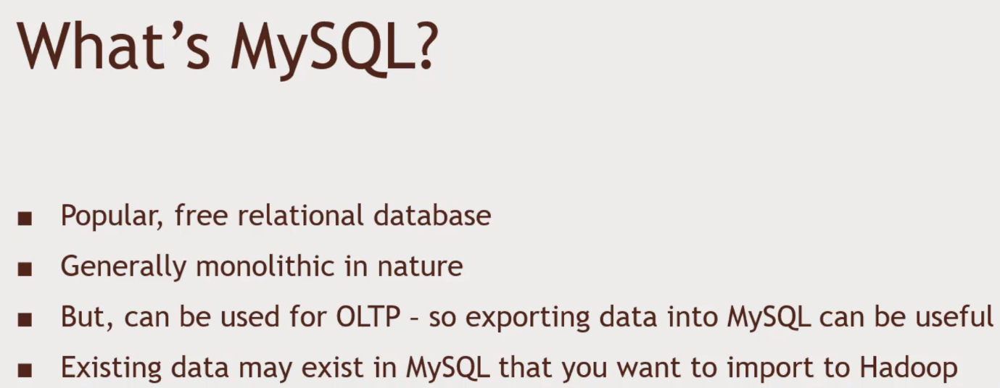 What’s MySQL?
■ Popular, free relational database
■ Generally monolithic in nature
■ But, can be used for OLTP – so exporting data into MySQL can be useful
■ Existing data may exist in MySQL that you want to import to Hadoop